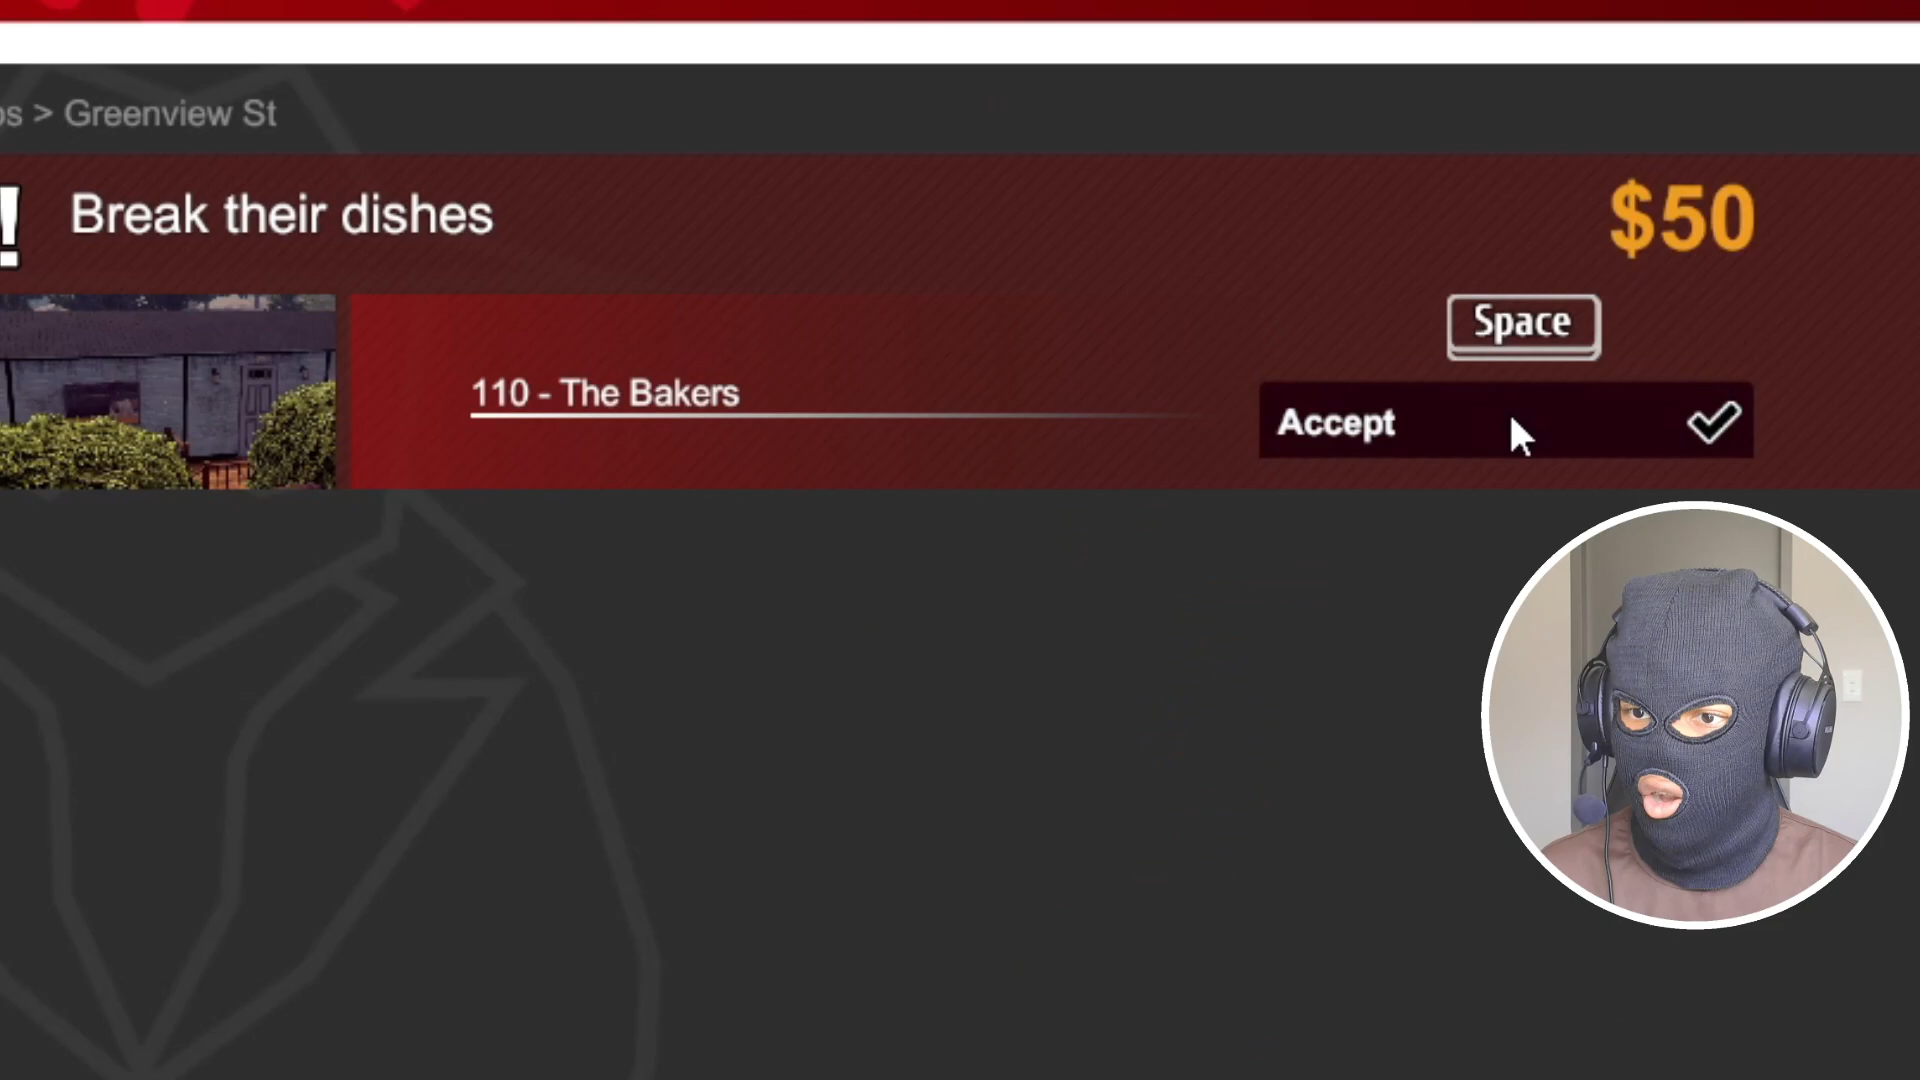 > Greenview St
! Break their dishes
$50
Space
110 - The Bakers
Accept